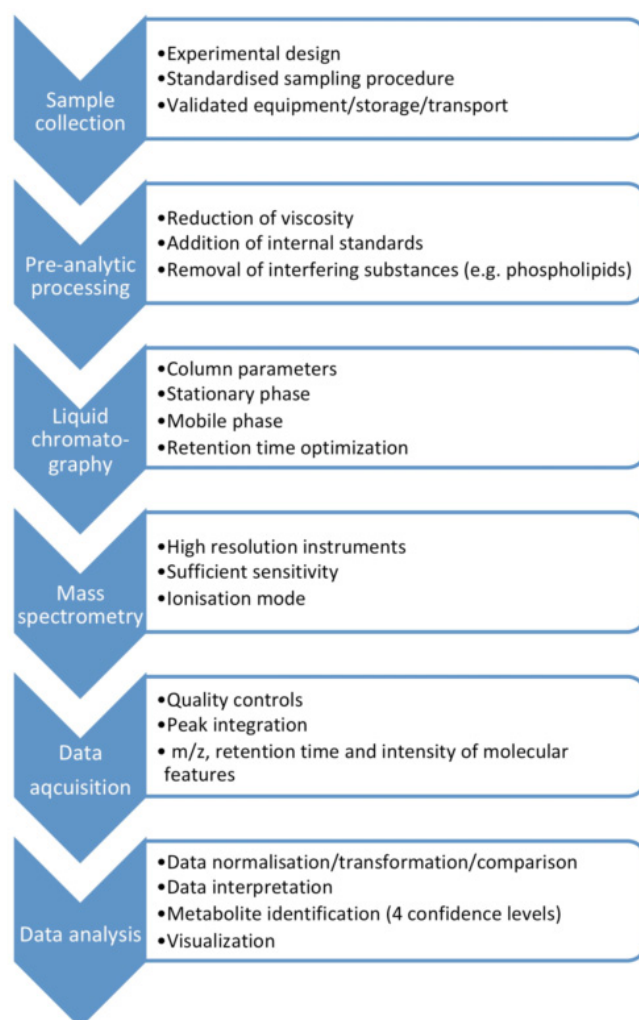 Sample
collection
•Experimental design
•Standardised sampling procedure
•Validated equipment/storage/transport
Pre-analytic
processing
•Reduction of viscosity
•Addition of internal standards
•Removal of interfering substances (e.g. phospholipids)
Liquid
chromato-
graphy
•Column parameters
•Stationary phase
•Mobile phase
•Retention time optimization
Mass
spectrometry
•High resolution instruments
•Sufficient sensitivity
•Ionisation mode
Data
aqcuisition
•Quality controls
•Peak integration
• m/z, retention time and intensity of molecular
features
Data analysis
•Data normalisation/transformation/comparison
•Data interpretation
•Metabolite identification (4 confidence levels)
•Visualization